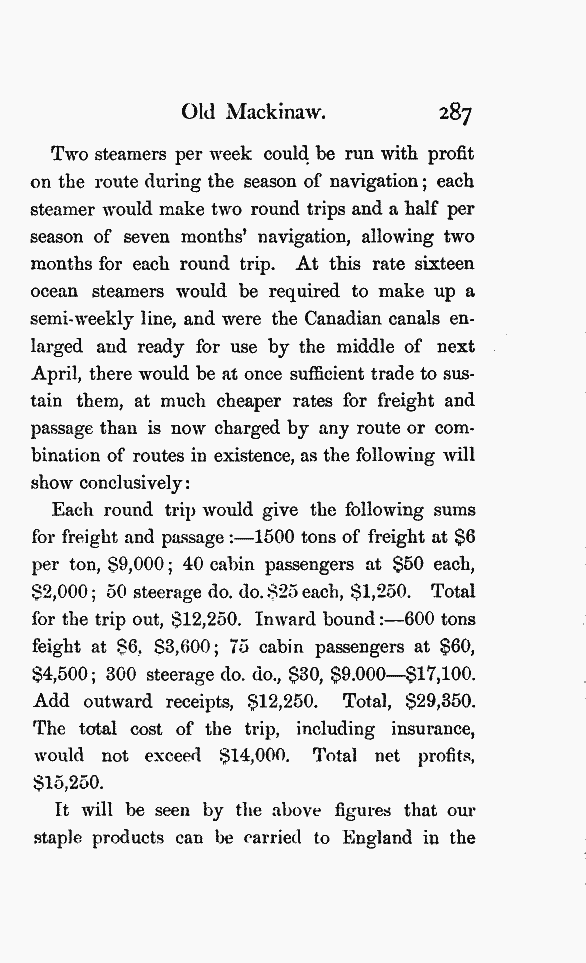 Old Mackinaw. 287
Two steamers per week could be run with profit
on the route during the season of navigation; each
steamer would make two round trips and a half per
season of seven months' navigation, allowing two
months for each round trip. At this rate sixteen
ocean steamers would be required to make up a
semi-weekly line, and were the Canadian canals en-
larged and ready for use by the middle of next
April, there would be at once sufficient trade to sus-
tain them, at much cheaper rates for freight and
passage than is now charged by any route or com-
bination of routes in existence, as the following will
show conclusively:
Each round trip would give the following sums
for freight and passage:—1500 tons of freight at $6
per ton, $9,000; 40 cabin passengers at $50 each,
$2,000; 50 steerage do. do. $25 each, $1,250. Total
for the trip out, $12,250. Inward bound:—600 tons
feight at $6, $3,600; 75 cabin passengers at $60,
$4,500; 300 steerage do. do., $30, $9.000—$17,100.
Add outward receipts, $12,250. Total, $29,350.
The total cost of the trip, including insurance,
would not exceed $14,000. Total net profits,
$15,250.
It will be seen by the above figures that our
staple products can be carried to England in the